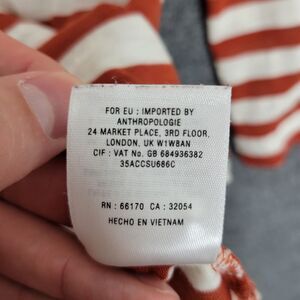 FOR EU : IMPORTED BY
ANTHROPOLOGIE
24 MARKET PLACE, 3RD FLOOR,
LONDON, UK W1W8AN
CIF : VAT No. GB 684936382
35ACCSU686C
RN : 66170 CA : 32054
HECHO EN VIETNAM